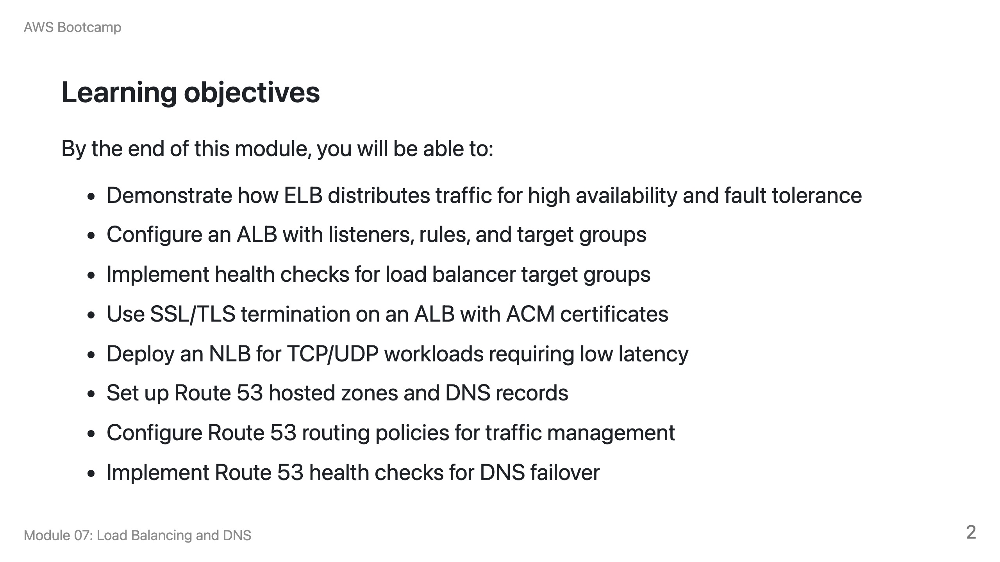 AWS Bootcamp
Learning objectives
By the end of this module, you will be able to:
• Demonstrate how ELB distributes traffic for high availability and fault tolerance
• Configure an ALB with listeners, rules, and target groups
• Implement health checks for load balancer target groups
• Use SSL/TLS termination on an ALB with ACM certificates
• Deploy an NLB for TCP/UDP workloads requiring low latency
• Set up Route 53 hosted zones and DNS records
• Configure Route 53 routing policies for traffic management
• Implement Route 53 health checks for DNS failover
Module 07: Load Balancing and DNS
2